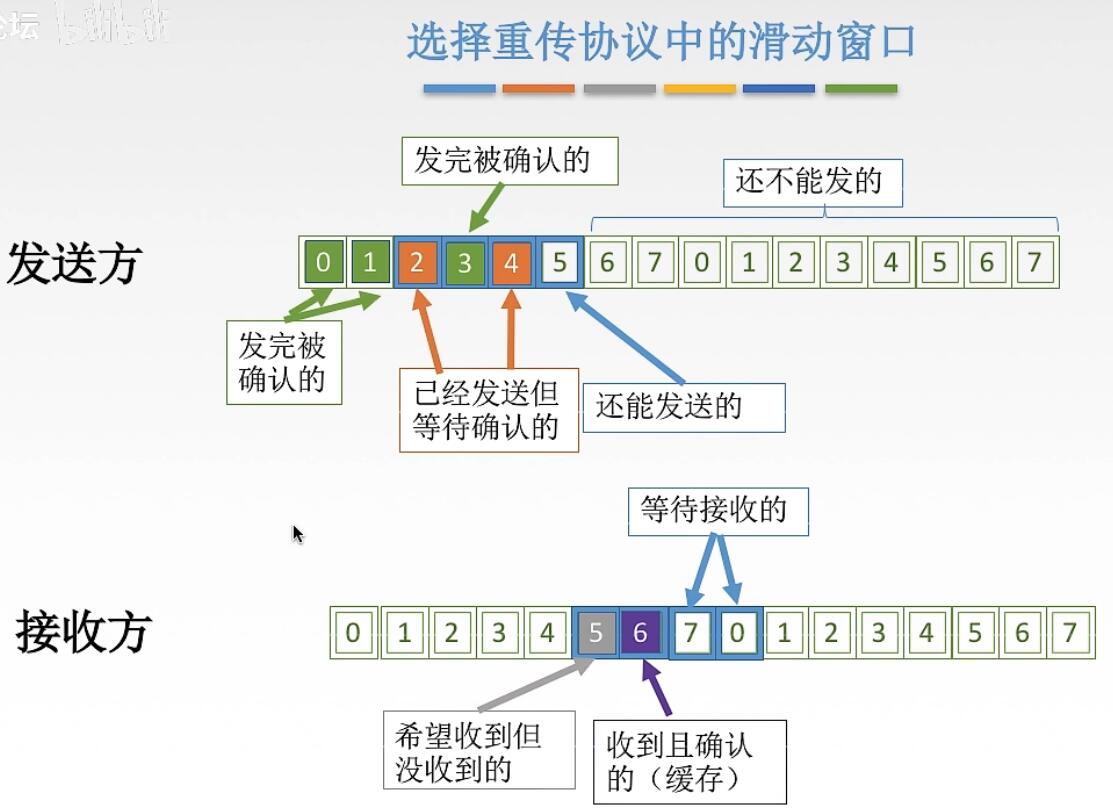 坛 bilibili
选择重传协议中的滑动窗口
发完被确认的
还不能发的
发送方
0 1 2 3 4 5 6 7 0 1 2 3 4 5 6 7
发完被
确认的
已经发送但
等待确认的
还能发送的
等待接收的
接收方
0 1 2 3 4 5 6 7 0 1 2 3 4 5 6 7
希望收到但
没收到的
收到且确认
的（缓存）